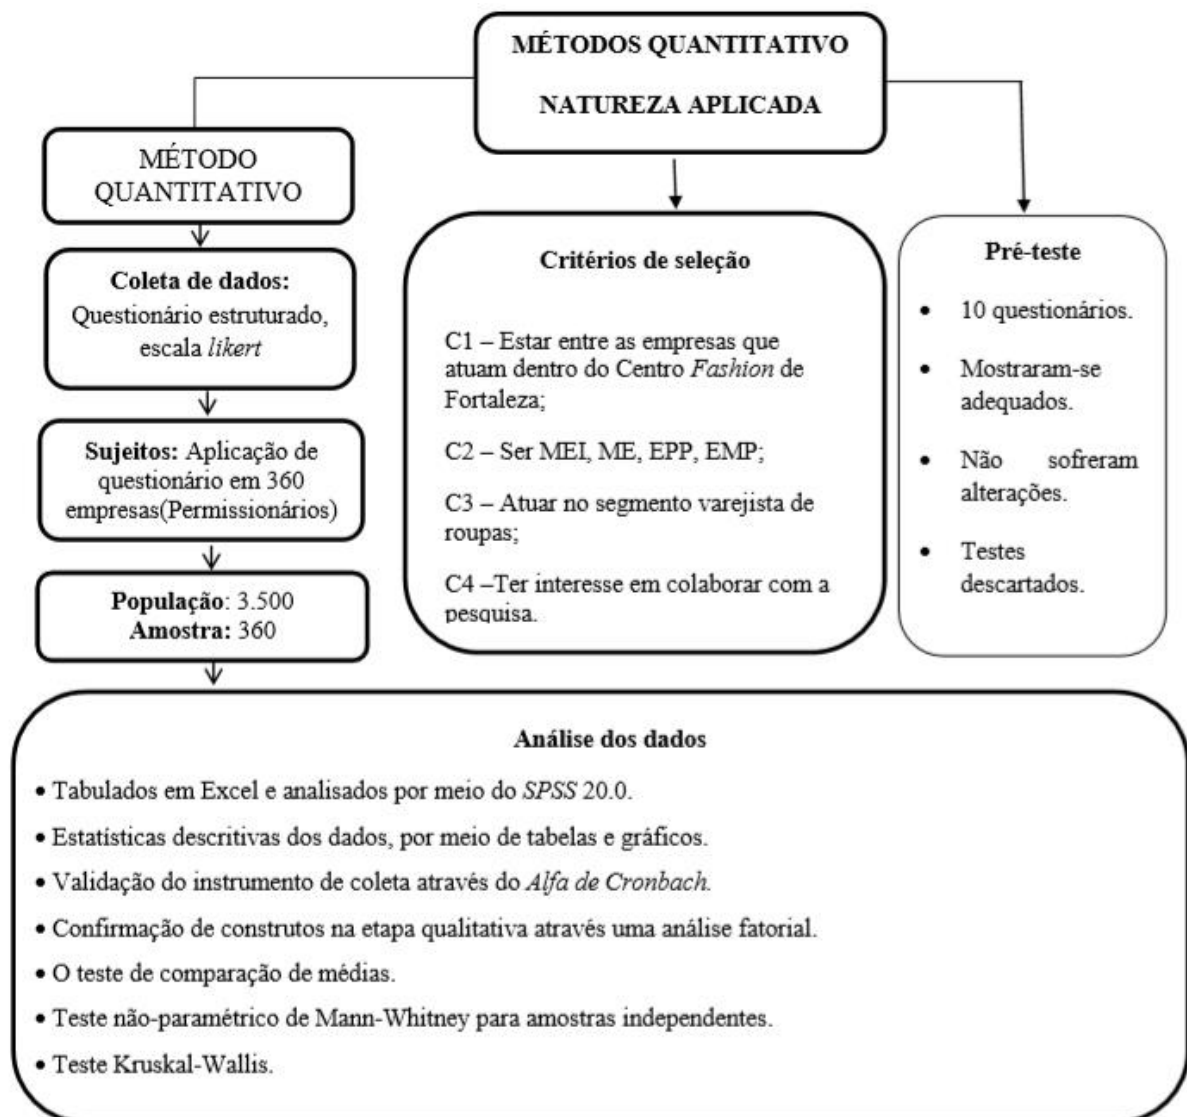 MÉTODOS QUANTITATIVO
NATUREZA APLICADA
MÉTODO
QUANTITATIVO
Coleta de dados:
Questionário estruturado,
escala likert
Sujeitos: Aplicação de
questionário em 360
empresas(Permissionários)
População: 3.500
Amostra: 360
Critérios de seleção
C1 – Estar entre as empresas que
atuam dentro do Centro Fashion de
Fortaleza;
C2 – Ser MEI, ME, EPP, EMP;
C3 – Atuar no segmento varejista de
roupas;
C4 –Ter interesse em colaborar com a
pesquisa.
Pré-teste
• 10 questionários.
• Mostraram-se
adequados.
• Não sofreram
alterações.
• Testes
descartados.
Análise dos dados
• Tabulados em Excel e analisados por meio do SPSS 20.0.
• Estatísticas descritivas dos dados, por meio de tabelas e gráficos.
• Validação do instrumento de coleta através do Alfa de Cronbach.
• Confirmação de construtos na etapa qualitativa através uma análise fatorial.
• O teste de comparação de médias.
• Teste não-paramétrico de Mann-Whitney para amostras independentes.
• Teste Kruskal-Wallis.